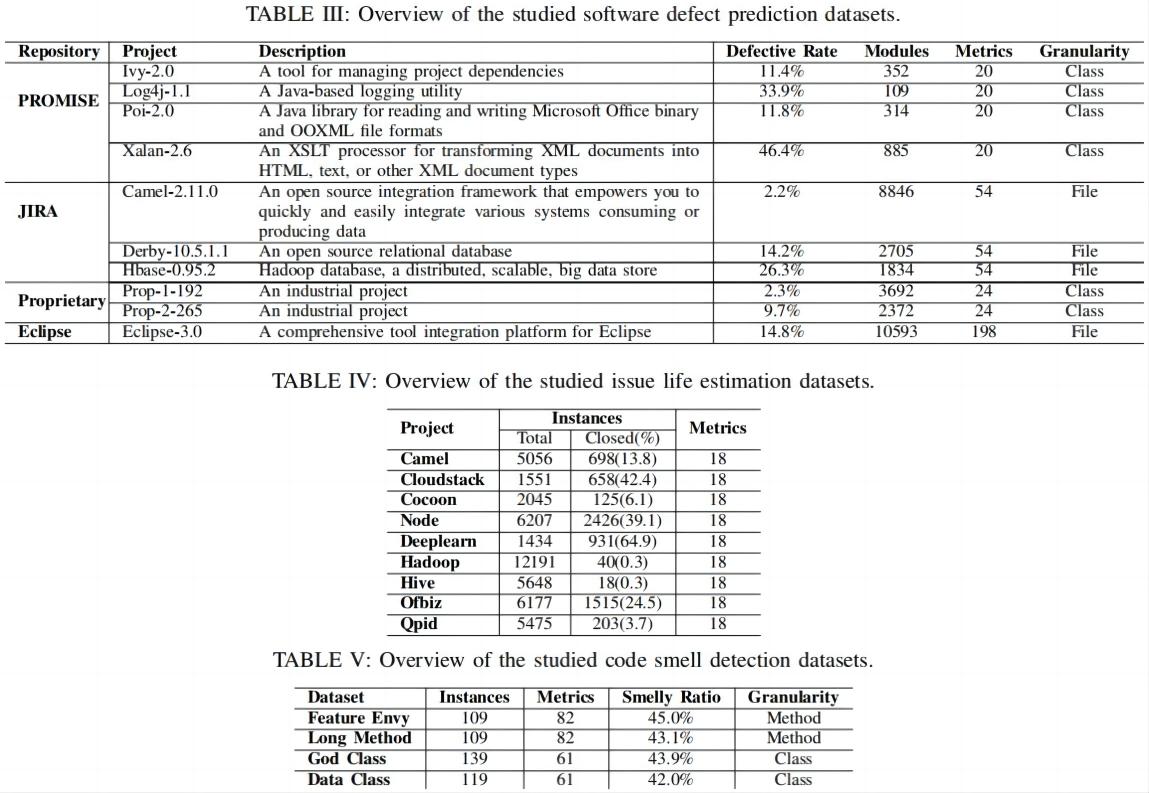 TABLE III: Overview of the studied software defect prediction datasets.
Repository Project Description Defective Rate Modules Metrics Granularity
PROMISE
Ivy-2.0 A tool for managing project dependencies 11.4% 352 20 Class
Log4j-1.1 A Java-based logging utility 33.9% 109 20 Class
Poi-2.0 A Java library for reading and writing Microsoft Office binary 11.8% 314 20 Class
and OOXML file formats
Xalan-2.6 An XSLT processor for transforming XML documents into 46.4% 885 20 Class
HTML, text, or other XML document types
JIRA
Camel-2.11.0 An open source integration framework that empowers you to 2.2% 8846 54 File
quickly and easily integrate various systems consuming or
producing data
Derby-10.5.1.1 An open source relational database 14.2% 2705 54 File
Hbase-0.95.2 Hadoop database, a distributed, scalable, big data store 26.3% 1834 54 File
Proprietary
Prop-1-192 An industrial project 2.3% 3692 24 Class
Prop-2-265 An industrial project 9.7% 2372 24 Class
Eclipse Eclipse-3.0 A comprehensive tool integration platform for Eclipse 14.8% 10593 198 File
TABLE IV: Overview of the studied issue life estimation datasets.
Project Instances Metrics
Total Closed(%)
Camel 5056 698(13.8) 18
Cloudstack 1551 658(42.4) 18
Cocoon 2045 125(6.1) 18
Node 6207 2426(39.1) 18
Deeplearn 1434 931(64.9) 18
Hadoop 12191 40(0.3) 18
Hive 5648 18(0.3) 18
Ofbiz 6177 1515(24.5) 18
Qpid 5475 203(3.7) 18
TABLE V: Overview of the studied code smell detection datasets.
Dataset Instances Metrics Smelly Ratio Granularity
Feature Envy 109 82 45.0% Method
Long Method 109 82 43.1% Method
God Class 139 61 43.9% Class
Data Class 119 61 42.0% Class